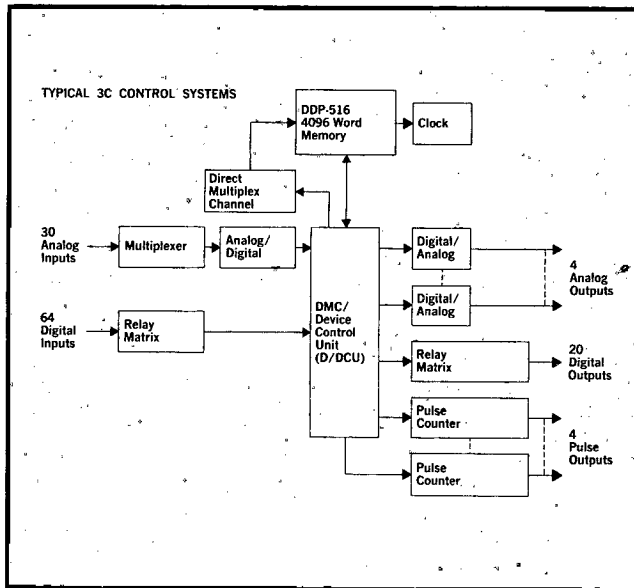 TYPICAL 3C CONTROL SYSTEMS
DDP-516
4096 Word
Memory
Clock
Direct
Multiplex
Channel
30
Analog
Inputs
Multiplexer
Analog/
Digital
Digital/
Analog
4
Analog
Outputs
Digital/
Analog
64
Digital
Inputs
Relay
Matrix
DMC/
Device
Control
Unit
(D/DCU)
Relay
Matrix
20
Digital
Outputs
Pulse
Counter
4
Pulse
Outputs
Pulse
Counter